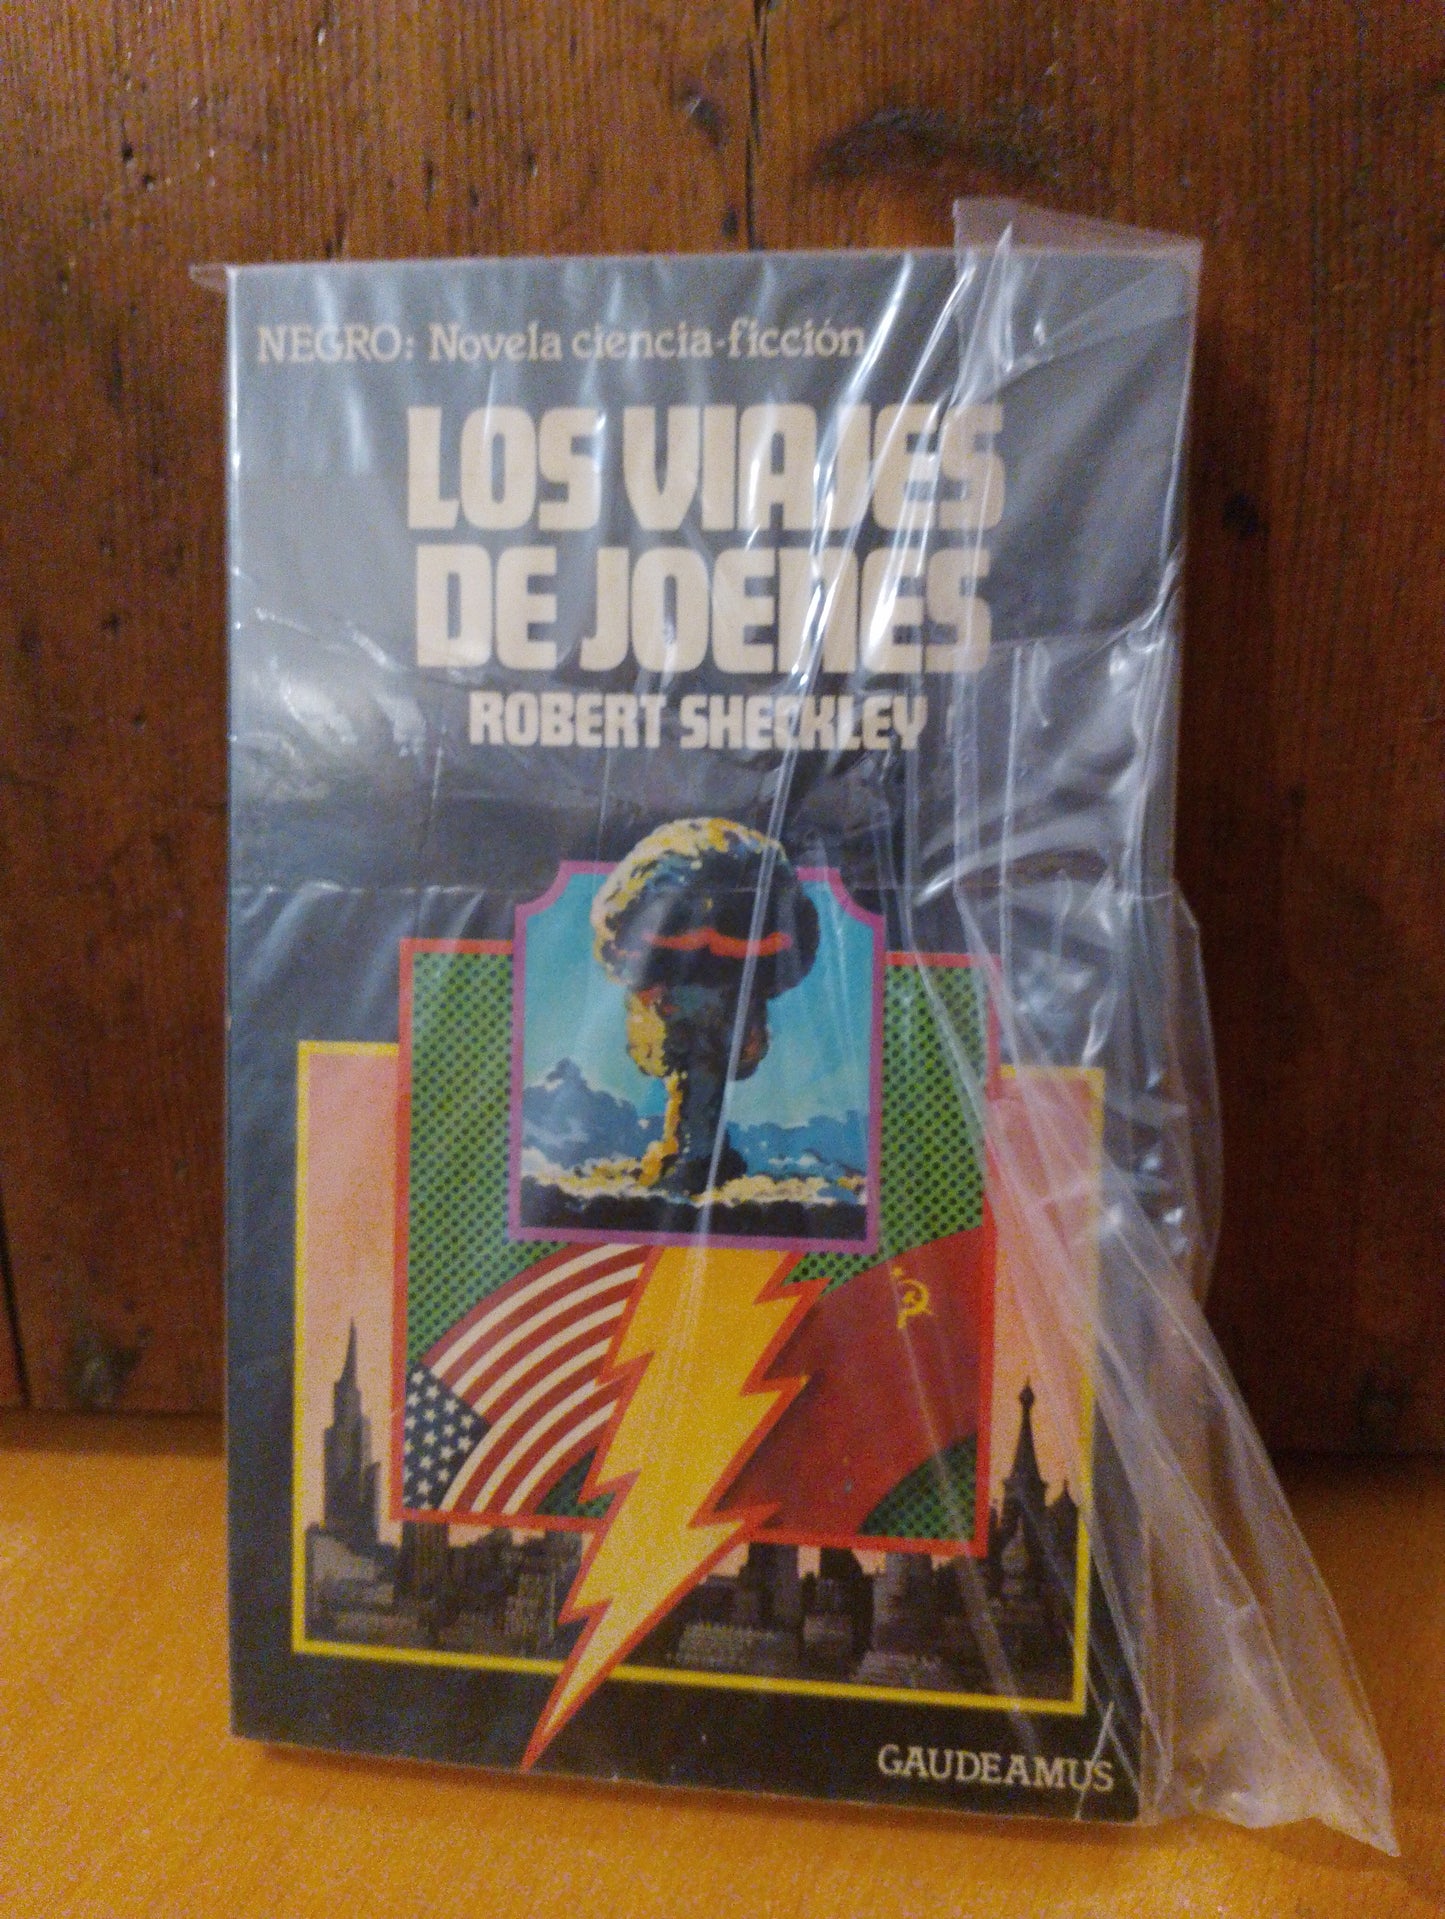 NEGRO: Novela ciencia-ficción
LOS VIAJES
DE JOENES
ROBERT SHECKLEY
GAUDEAMUS